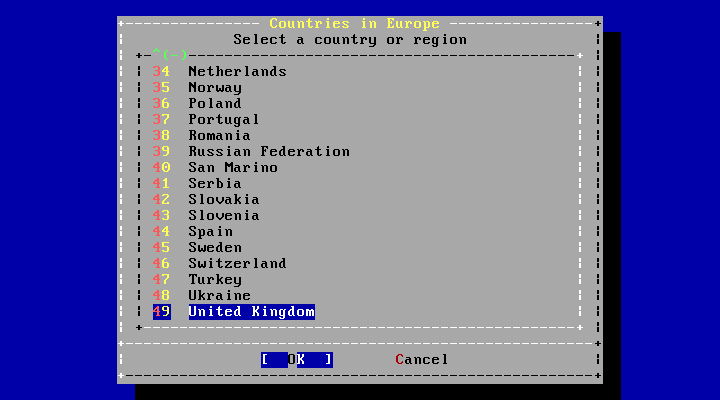 Countries in Europe
Select a country or region
^(-)
34 Netherlands
35 Norway
36 Poland
37 Portugal
38 Romania
39 Russian Federation
40 San Marino
41 Serbia
42 Slovakia
43 Slovenia
44 Spain
45 Sweden
46 Switzerland
47 Turkey
48 Ukraine
49 United Kingdom
[ OK ] Cancel